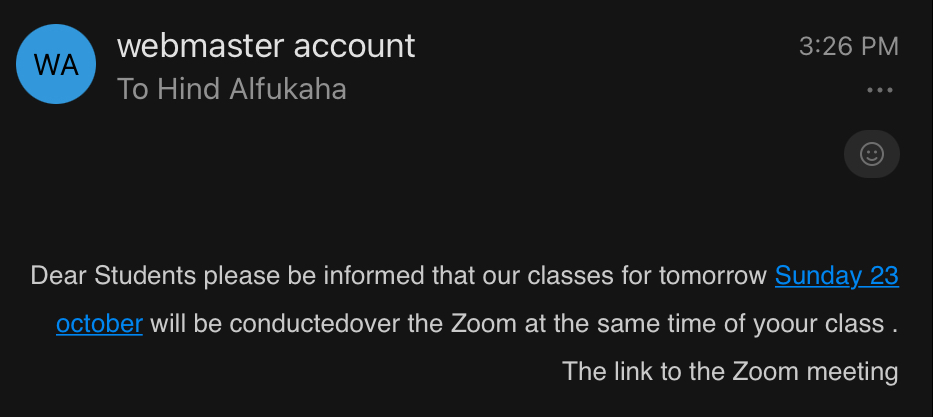 WA
webmaster account
3:26 PM
To Hind Alfukaha
Dear Students please be informed that our classes for tomorrow Sunday 23
october will be conductedover the Zoom at the same time of yoour class .
The link to the Zoom meeting